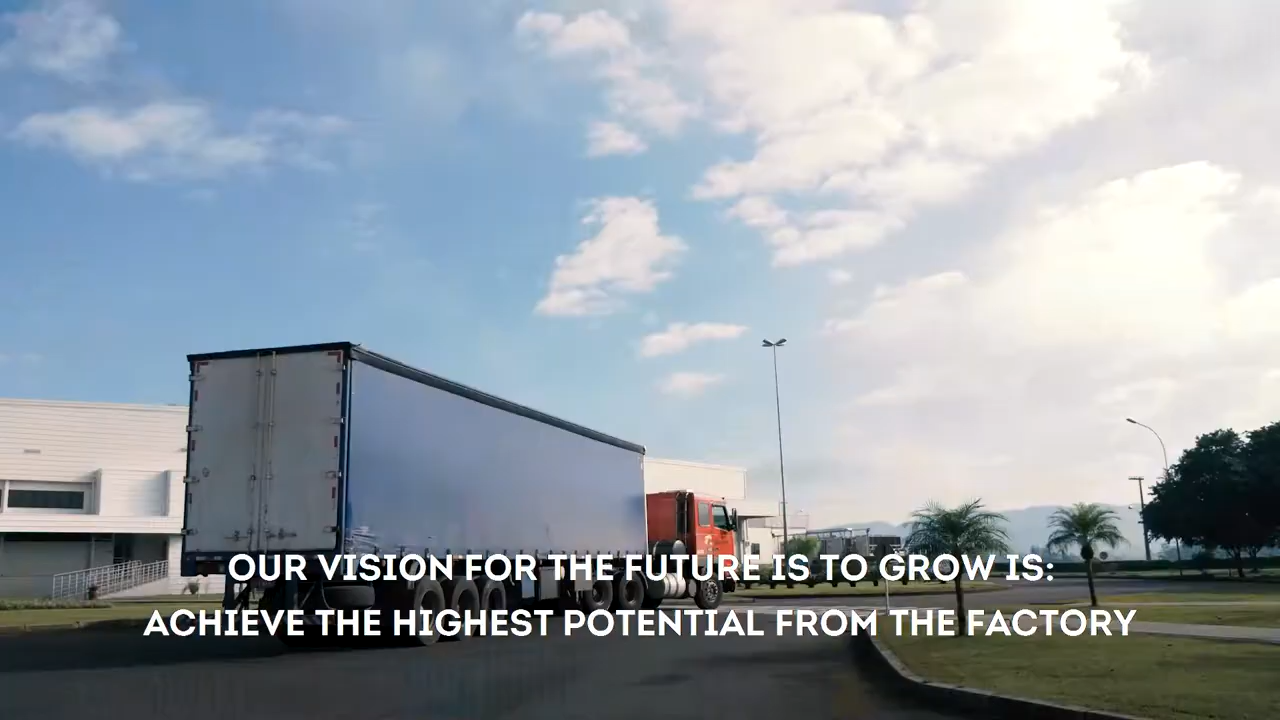 OUR VISION FOR THE FUTURE IS TO GROW IS:
ACHIEVE THE HIGHEST POTENTIAL FROM THE FACTORY